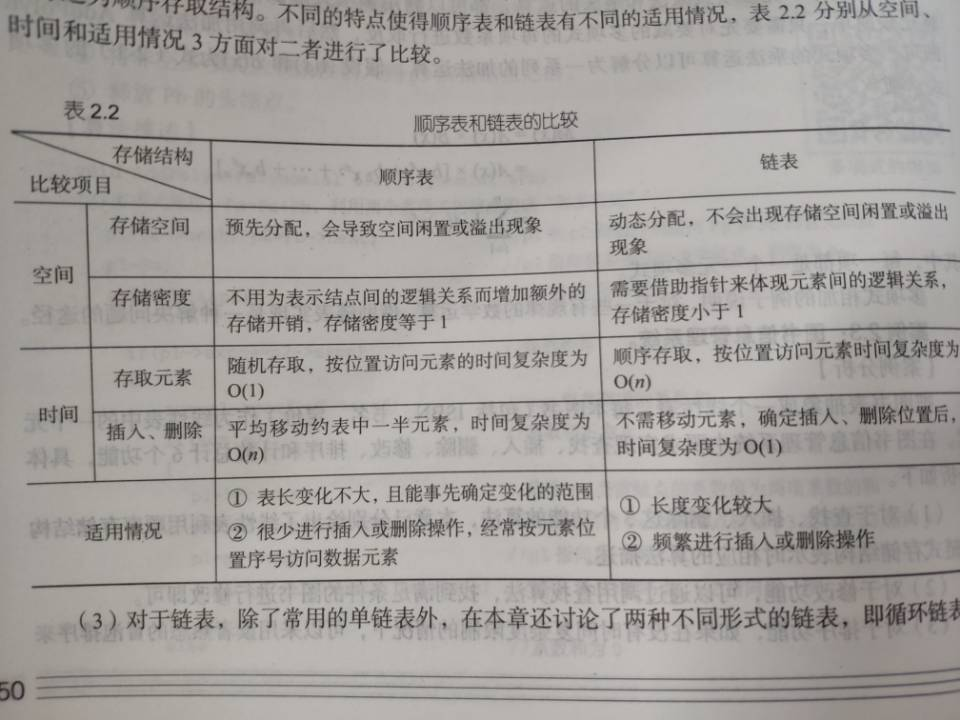 为顺序存取结构。不同的特点使得顺序表和链表有不同的适用情况，表 2.2 分别从空间、
时间和适用情况 3 方面对二者进行了比较。
表 2.2
顺序表和链表的比较
存储结构
比较项目
顺序表
链表
空间
存储空间
预先分配，会导致空间闲置或溢出现象
动态分配，不会出现存储空间闲置或溢出
现象
存储密度
不用为表示结点间的逻辑关系而增加额外的
存储开销，存储密度等于 1
需要借助指针来体现元素间的逻辑关系，
存储密度小于 1
时间
存取元素
随机存取，按位置访问元素的时间复杂度为
O(1)
顺序存取，按位置访问元素时间复杂度为
O(n)
插入、删除
平均移动约表中一半元素，时间复杂度为
O(n)
不需移动元素，确定插入、删除位置后，
时间复杂度为 O(1)
适用情况
① 表长变化不大，且能事先确定变化的范围
② 很少进行插入或删除操作，经常按元素位
置序号访问数据元素
① 长度变化较大
② 频繁进行插入或删除操作
（3）对于链表，除了常用的单链表外，在本章还讨论了两种不同形式的链表，即循环链表
50